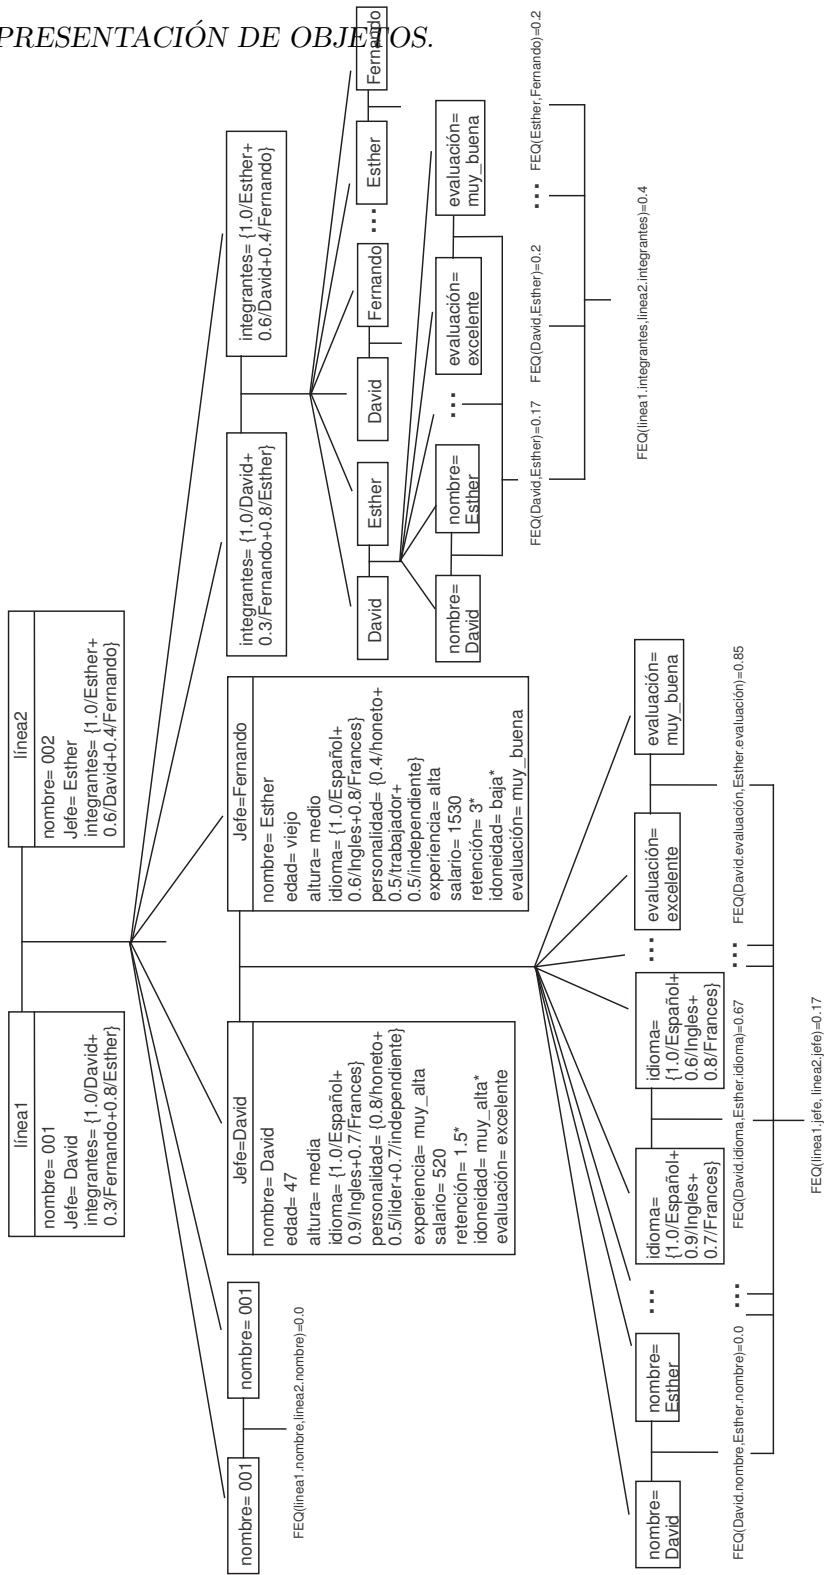 PRESENTACIÓN DE OBJETOS.
línea1
nombre= 001
Jefe= David
integrantes= {1.0/David+
0.3/Fernando+0.8/Esther}
línea2
nombre= 002
Jefe= Esther
integrantes= {1.0/Esther+
0.6/David+0.4/Fernando}
nombre= 001
nombre= 001
FEQ(linea1.nombre,linea2.nombre)=0.0
Jefe=David
nombre= David
edad= 47
altura= media
idioma= {1.0/Español+
0.9/Ingles+0.7/Frances}
personalidad= {0.8/honeto+
0.5/lider+0.7/independiente}
experiencia= muy_alta
salario= 520
retención= 1.5*
idoneidad= muy_alta*
evaluación= excelente
Jefe=Fernando
nombre= Esther
edad= viejo
altura= medio
idioma= {1.0/Español+
0.6/Ingles+0.8/Frances}
personalidad= {0.4/honeto+
0.5/trabajador+
0.5/independiente}
experiencia= alta
salario= 1530
retención= 3*
idoneidad= baja*
evaluación= muy_buena
integrantes= {1.0/David+
0.3/Fernando+0.8/Esther}
integrantes= {1.0/Esther+
0.6/David+0.4/Fernando}
David
Esther
David
Fernando
...
Esther
Fernando
nombre=
David
nombre=
Esther
...
evaluación=
excelente
evaluación=
muy_buena
FEQ(David,Esther)=0.17
FEQ(David,Esther)=0.2
...
FEQ(Esther,Fernando)=0.2
FEQ(linea1.integrantes,linea2.integrantes)=0.4
nombre=
David
nombre=
Esther
...
idioma=
{1.0/Español+
0.9/Ingles+
0.7/Frances}
idioma=
{1.0/Español+
0.6/Ingles+
0.8/Frances}
...
evaluación=
excelente
evaluación=
muy_buena
FEQ(David.nombre,Esther.nombre)=0.0
...
FEQ(David.idioma,Esther.idioma)=0.67
...
FEQ(David.evaluación,Esther.evaluación)=0.85
FEQ(linea1.jefe, linea2.jefe)=0.17